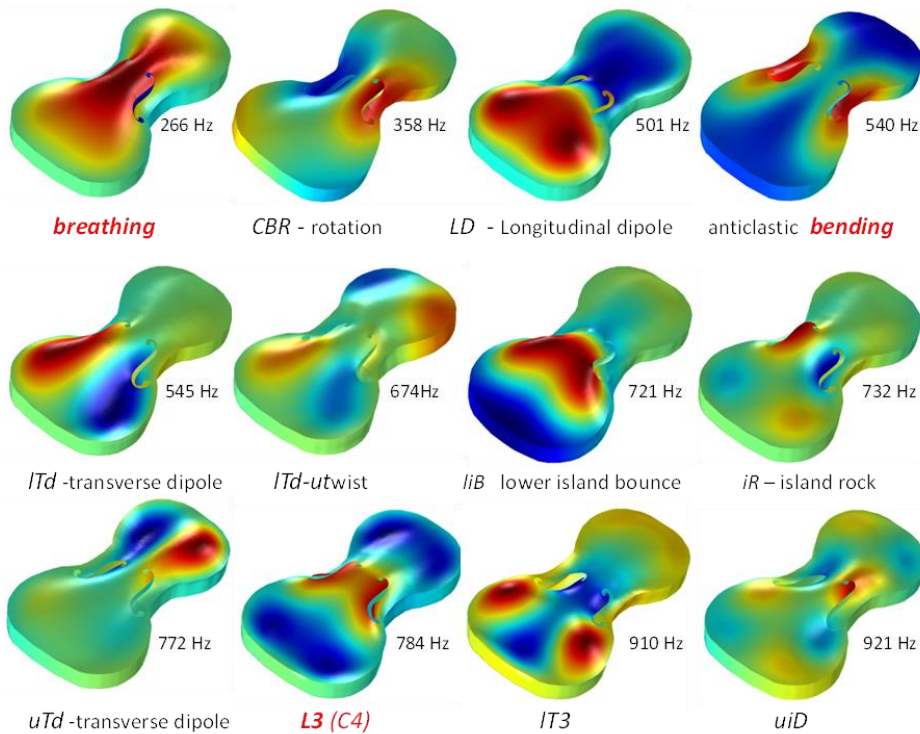 266 Hz 358 Hz 501 Hz 540 Hz
breathing CBR - rotation LD - Longitudinal dipole anticlastic bending
545 Hz 674Hz 721 Hz 732 Hz
lTd -transverse dipole lTd-utwist liB lower island bounce iR – island rock
772 Hz 784 Hz 910 Hz 921 Hz
uTd -transverse dipole L3 (C4) lT3 uiD